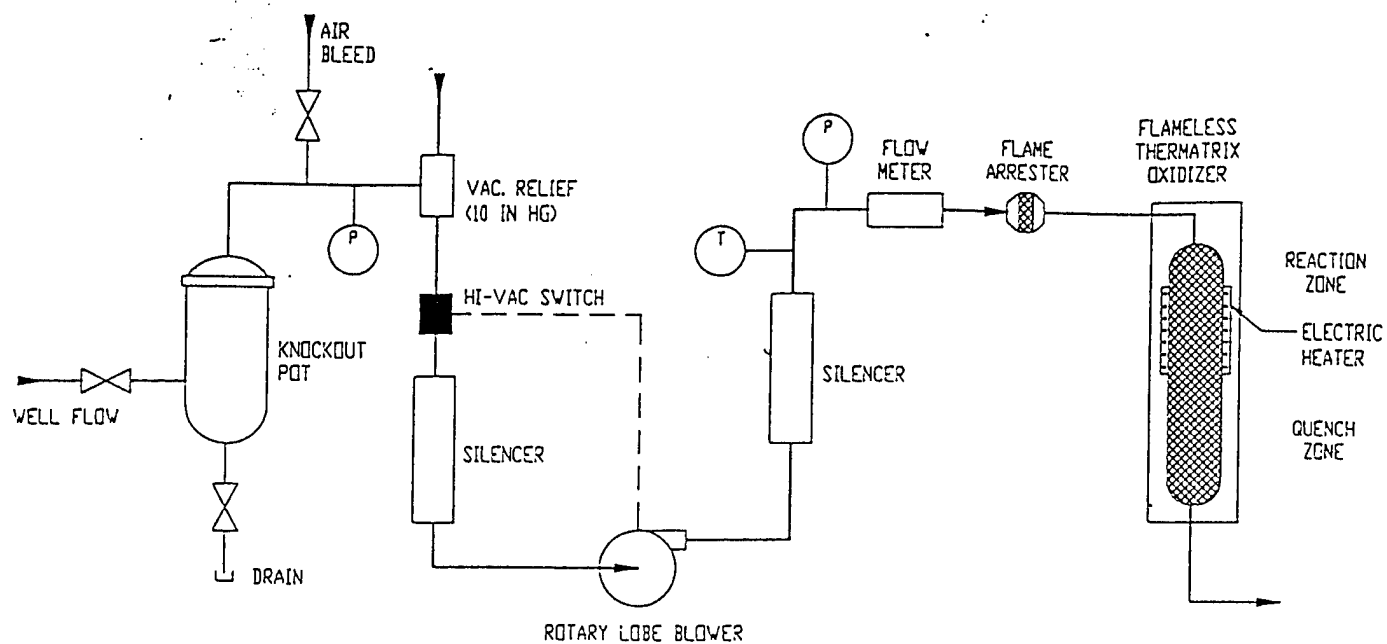 AIR
BLEED
VAC. RELIEF
(10 IN HG)
P
HI-VAC SWITCH
KNOCKOUT
POT
WELL FLOW
SILENCER
DRAIN
ROTARY LOBE BLOWER
T
P
SILENCER
FLOW
METER
FLAME
ARRESTER
FLAMELESS
THERMATRIX
OXIDIZER
REACTION
ZONE
ELECTRIC
HEATER
QUENCH
ZONE